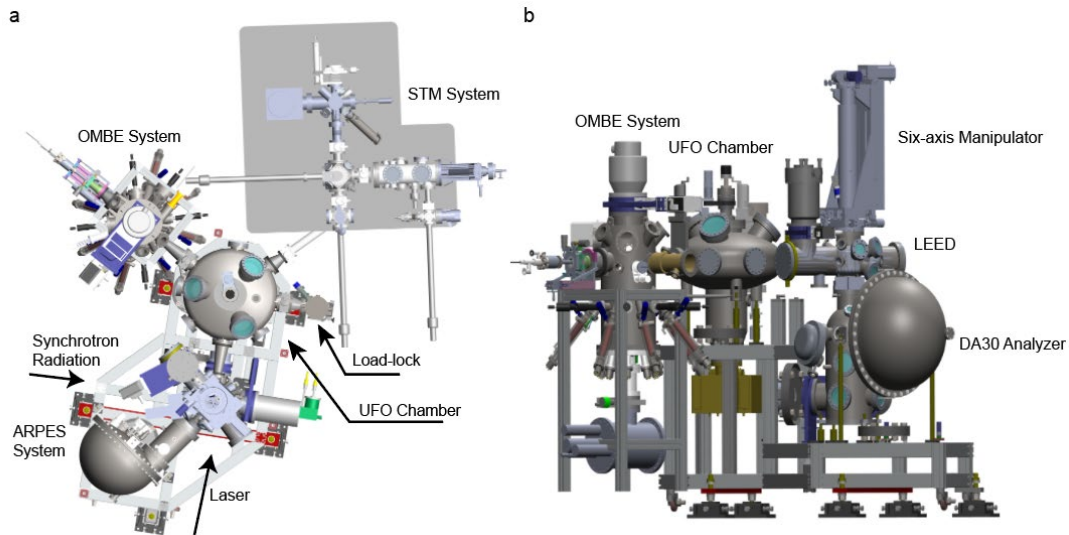 a
STM System
OMBE System
Synchrotron
Radiation
Load-lock
UFO Chamber
ARPES
System
Laser
b
OMBE System
UFO Chamber
Six-axis Manipulator
LEED
DA30 Analyzer